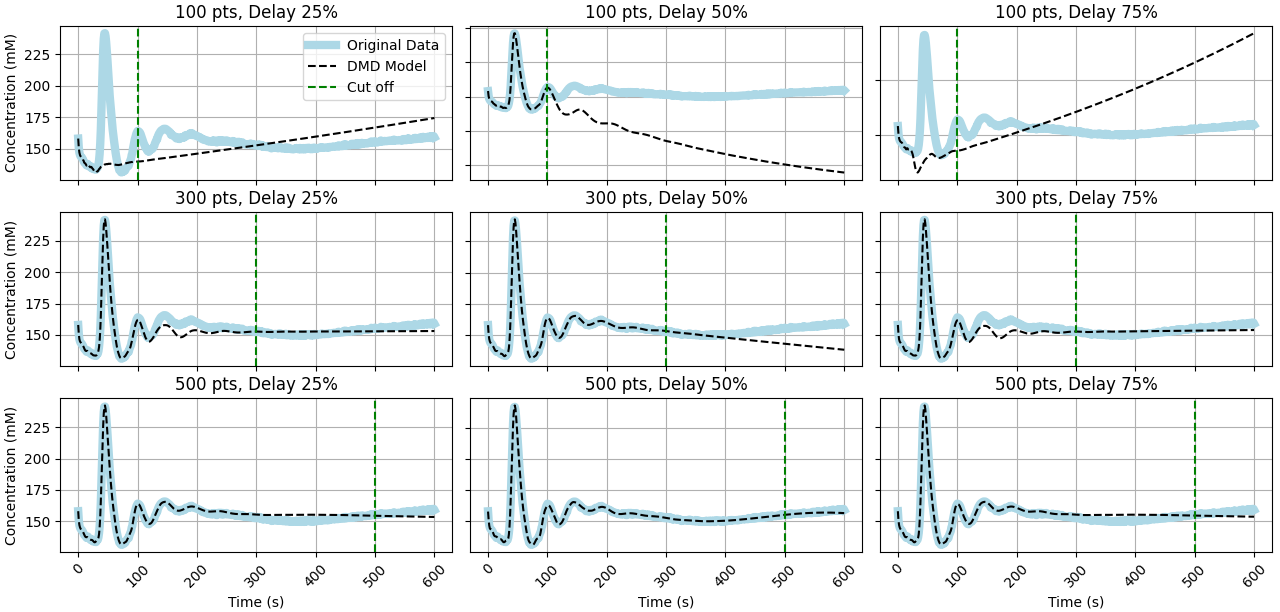 100 pts, Delay 25%
100 pts, Delay 50%
100 pts, Delay 75%
Concentration (mM)
225
200
175
150
Original Data
DMD Model
Cut off
300 pts, Delay 25%
300 pts, Delay 50%
300 pts, Delay 75%
Concentration (mM)
225
200
175
150
500 pts, Delay 25%
500 pts, Delay 50%
500 pts, Delay 75%
Concentration (mM)
225
200
175
150
0 100 200 300 400 500 600
0 100 200 300 400 500 600
0 100 200 300 400 500 600
Time (s)
Time (s)
Time (s)